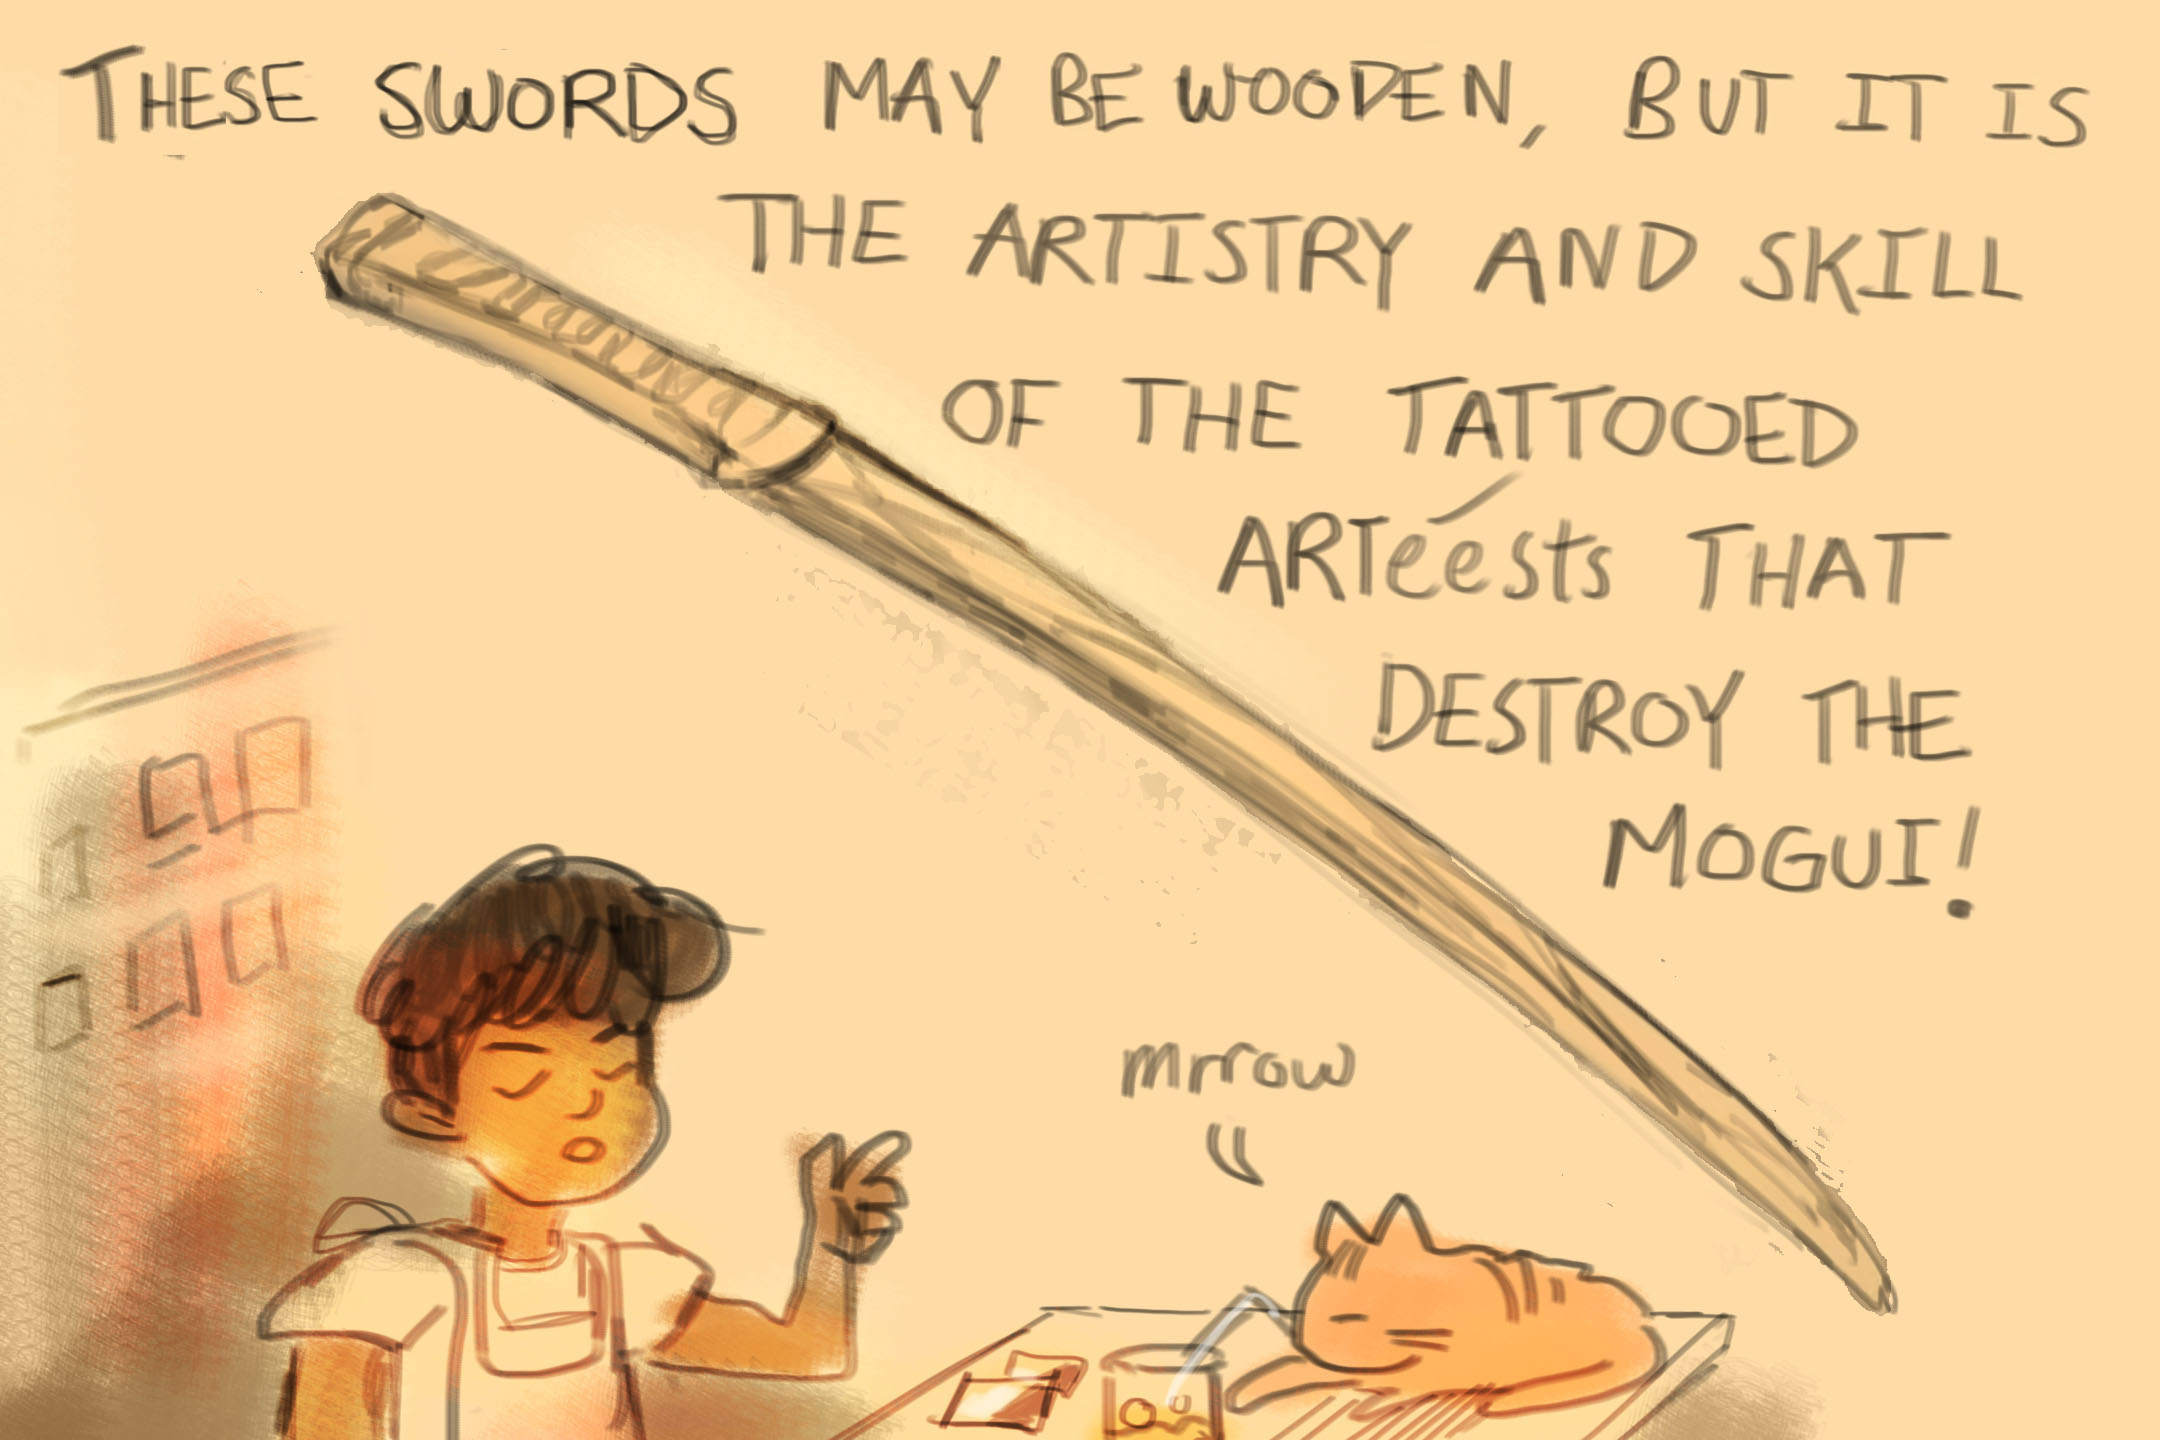 THESE SWORDS MAY BE WOODEN, BUT IT IS
THE ARTISTRY AND SKILL
OF THE TATTOOED
ARTéests THAT
DESTROY THE
MOGUI!
mrrow